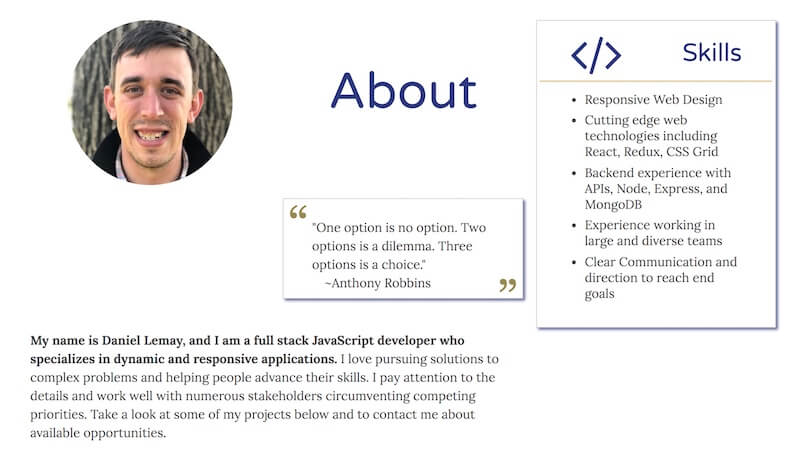 About
</> Skills
• Responsive Web Design
• Cutting edge web
technologies including
React, Redux, CSS Grid
• Backend experience with
APIs, Node, Express, and
MongoDB
• Experience working in
large and diverse teams
• Clear Communication and
direction to reach end
goals
“
"One option is no option. Two
options is a dilemma. Three
options is a choice."
~Anthony Robbins
”
My name is Daniel Lemay, and I am a full stack JavaScript developer who
specializes in dynamic and responsive applications. I love pursuing solutions to
complex problems and helping people advance their skills. I pay attention to the
details and work well with numerous stakeholders circumventing competing
priorities. Take a look at some of my projects below and to contact me about
available opportunities.